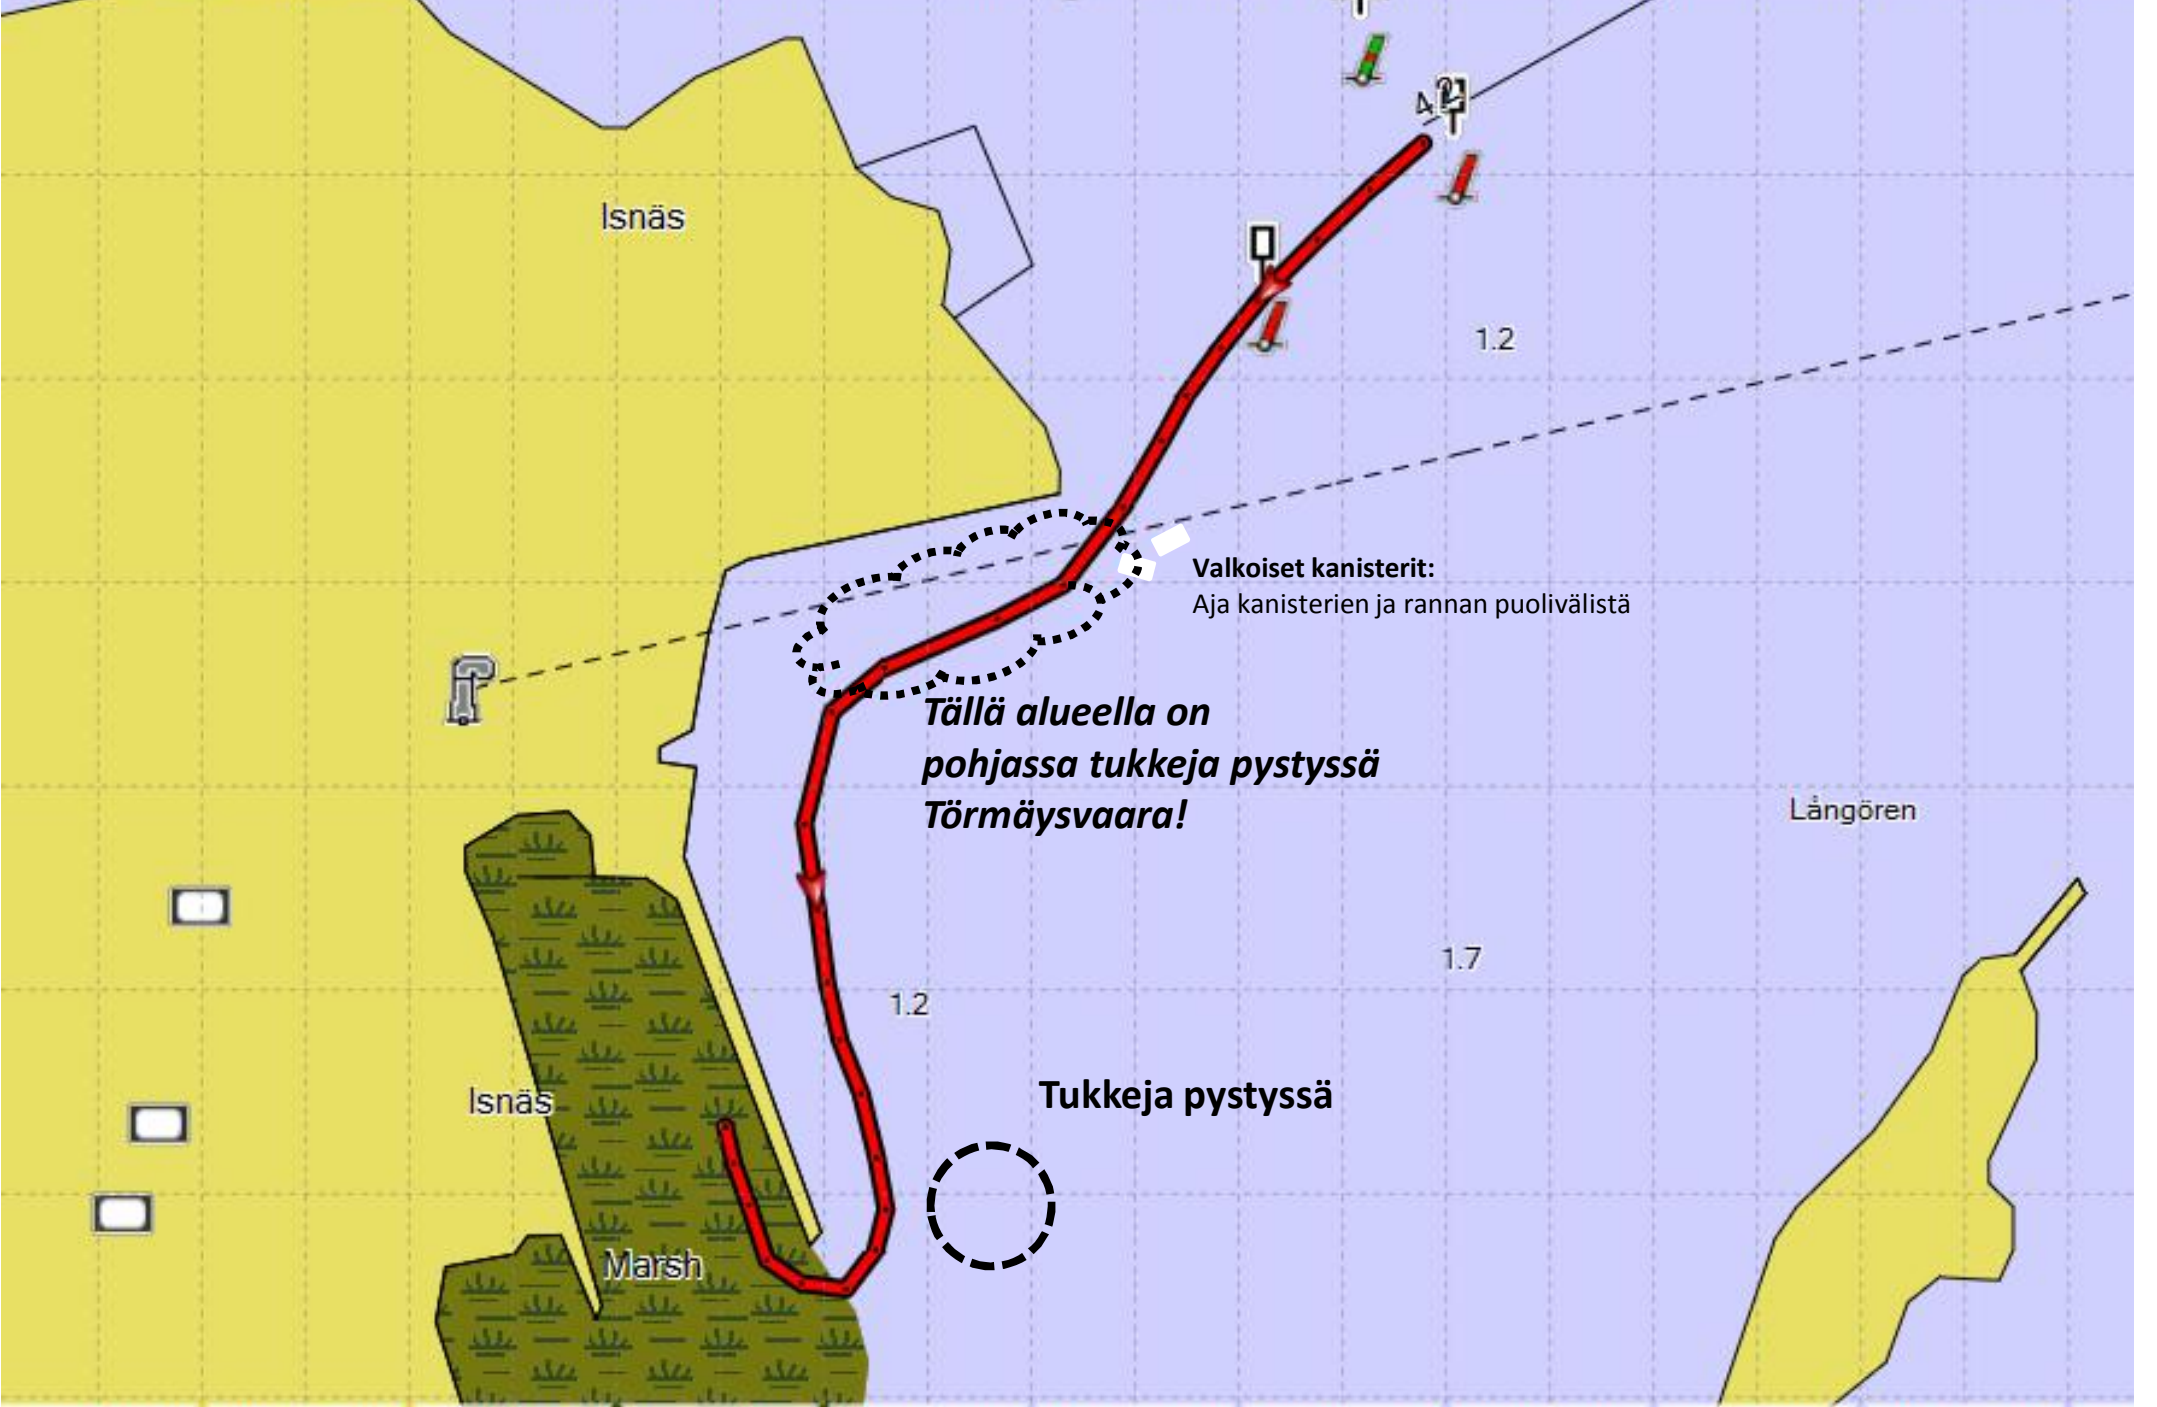 Isnäs
1.2
Valkoiset kanisterit:
Aja kanisterien ja rannan puolivälistä
Tällä alueella on
pohjassa tukkeja pystyssä
Törmäysvaara!
Långören
1.7
1.2
Tukkeja pystyssä
Isnäs
Marsh